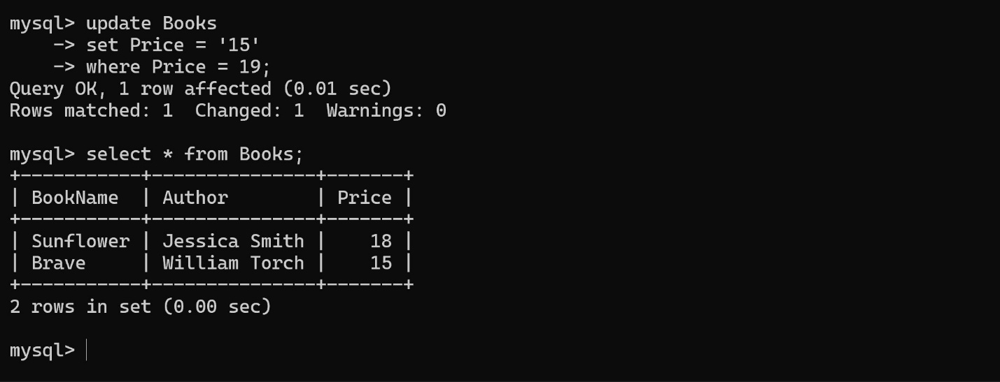 mysql> update Books
    -> set Price = '15'
    -> where Price = 19;
Query OK, 1 row affected (0.01 sec)
Rows matched: 1  Changed: 1  Warnings: 0

mysql> select * from Books;
+-----------+---------------+-------+
| BookName  | Author        | Price |
+-----------+---------------+-------+
| Sunflower | Jessica Smith |    18 |
| Brave     | William Torch |    15 |
+-----------+---------------+-------+
2 rows in set (0.00 sec)

mysql>